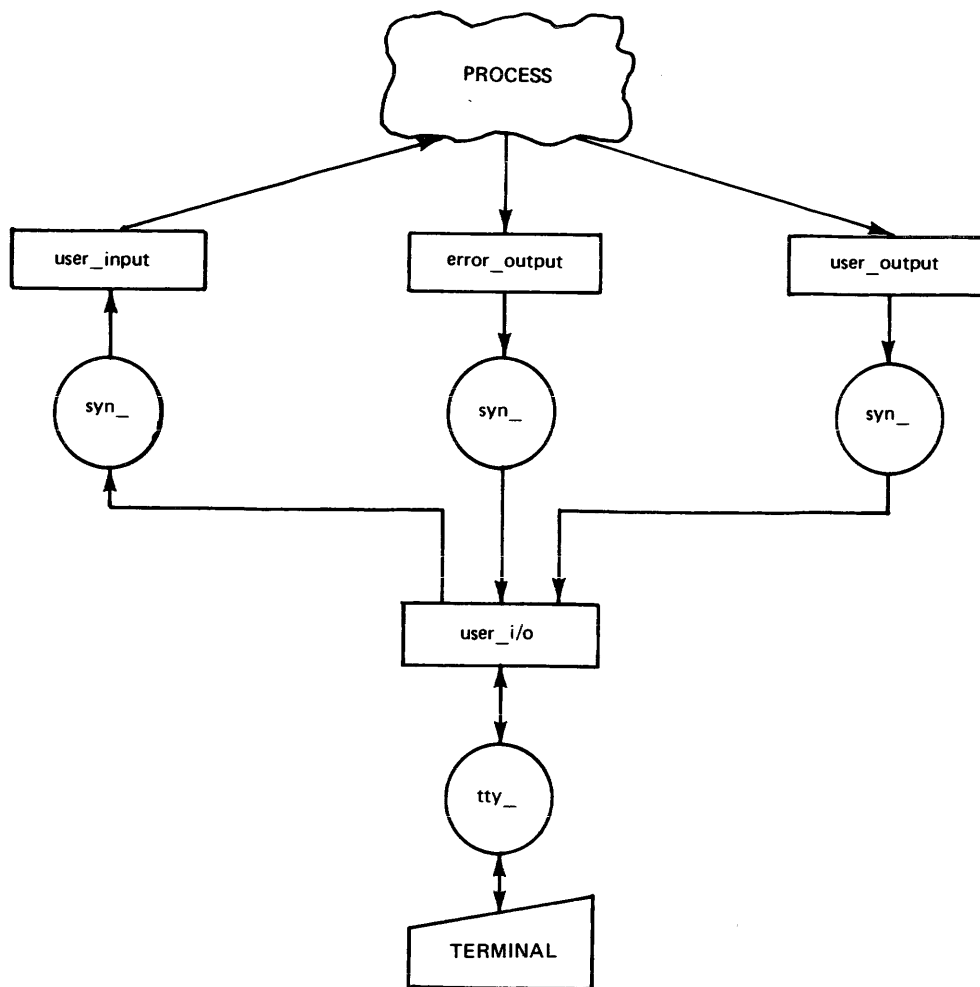 PROCESS
user_input
error_output
user_output
syn_
syn_
syn_
user_i/o
tty_
TERMINAL